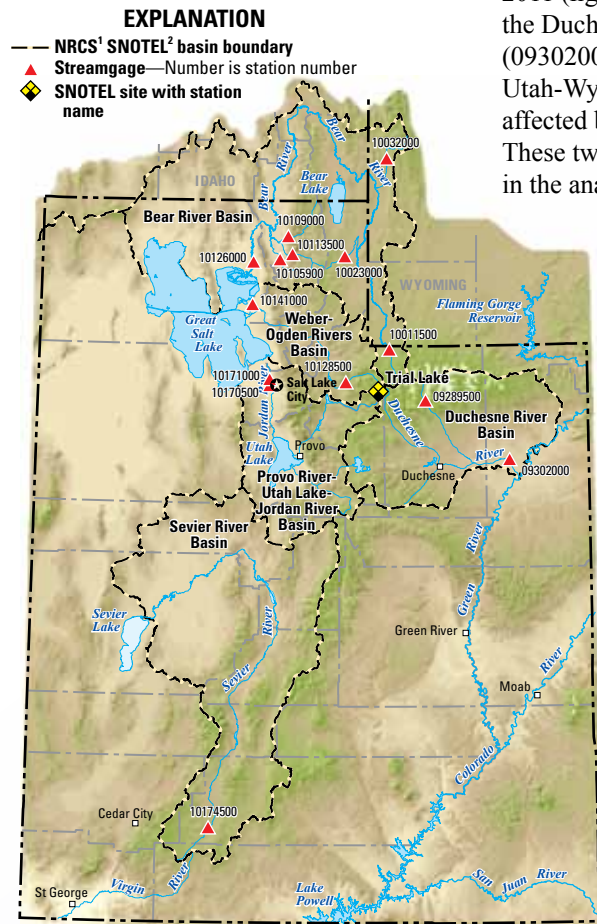 EXPLANATION
NRCS¹ SNOTEL² basin boundary
Streamgage—Number is station number
SNOTEL site with station
name
the Duch
(0930200
Utah-Wy
affected b
These tw
in the ana
Bear
River
10032000
River
IDAHO
Bear
Bear
Lake
Bear River Basin
10109000
10113500
10126000
10105900
10023000
WYOMING
10141000
Flaming Gorge
Reservoir
Weber-
Ogden Rivers
Basin
Great
Salt
Lake
10011500
10128500
Trial Lake
10171000
10170500
Salt Lake
City
09289500
Jordan River
Duchesne
Duchesne River
Basin
Utah
Lake
Provo
River
Duchesne
09302000
Provo River-
Utah Lake-
Jordan River
Basin
Sevier River
Basin
River
Sevier
Lake
River
Green
Green River
River
Sevier
Moab
Colorado
10174500
Cedar City
St George
Virgin
River
Lake
Powell
San
Juan
River